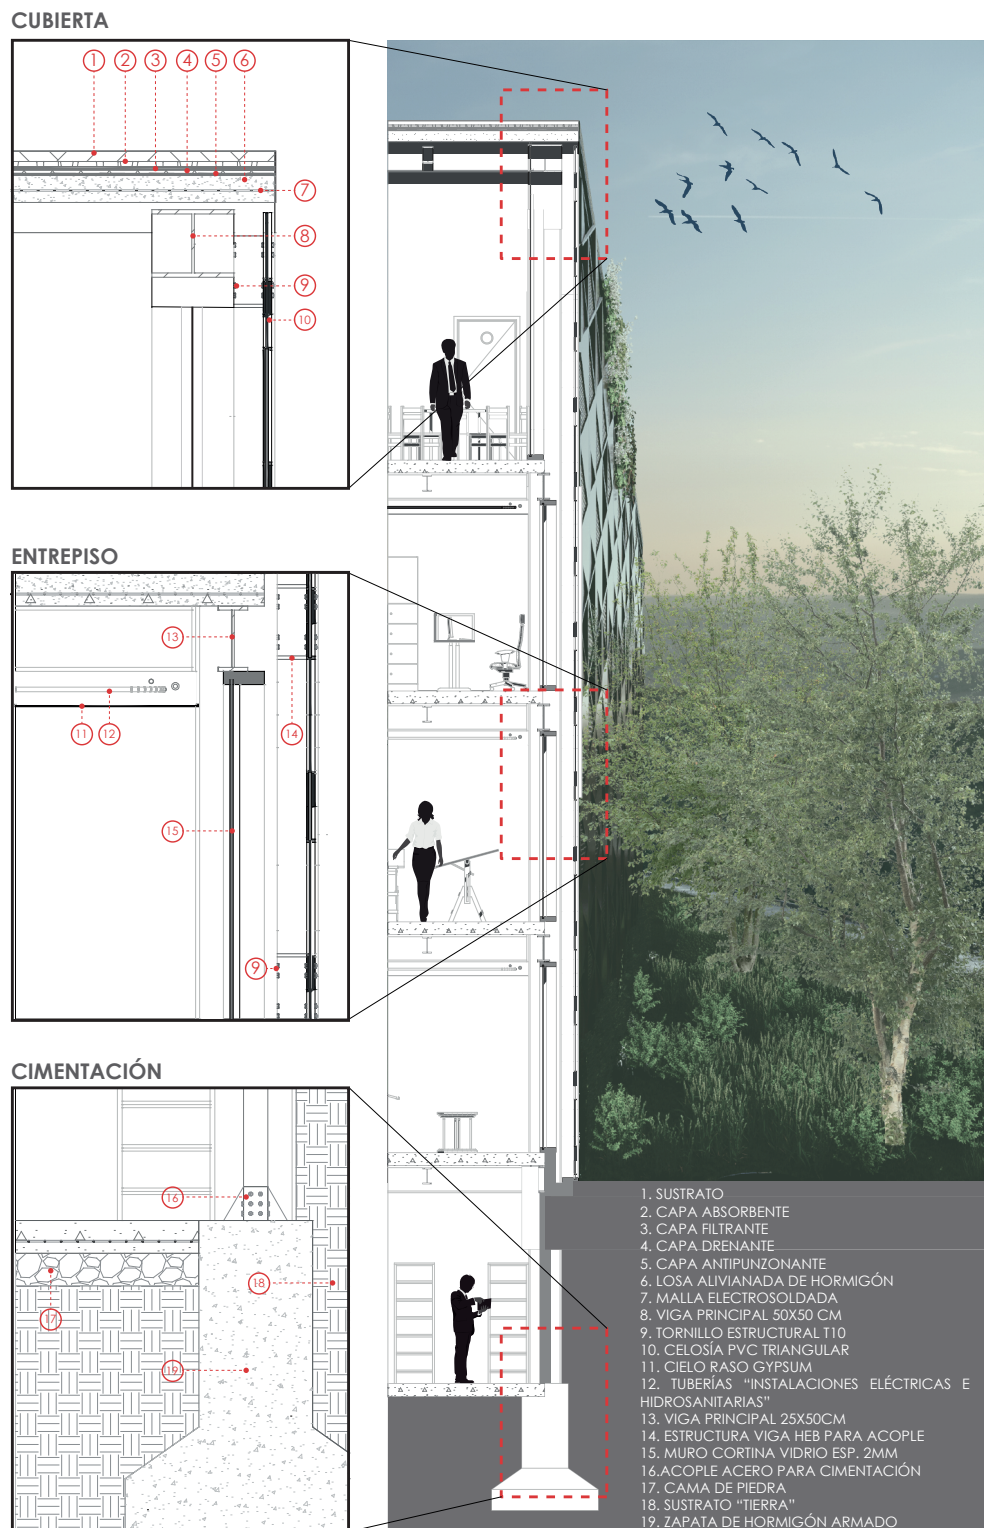 CUBIERTA
1 2 3 4 5 6
7
8
9
10
ENTREPISO
13
11 12 14
15
9
CIMENTACIÓN
16
18
17
19
1. SUSTRATO
2. CAPA ABSORBENTE
3. CAPA FILTRANTE
4. CAPA DRENANTE
5. CAPA ANTIPUNZONANTE
6. LOSA ALIVIANADA DE HORMIGÓN
7. MALLA ELECTROSOLDADA
8. VIGA PRINCIPAL 50X50 CM
9. TORNILLO ESTRUCTURAL T10
10. CELOSÍA PVC TRIANGULAR
11. CIELO RASO GYPSUM
12. TUBERÍAS “INSTALACIONES ELÉCTRICAS E
HIDROSANITARIAS”
13. VIGA PRINCIPAL 25X50CM
14. ESTRUCTURA VIGA HEB PARA ACOPLE
15. MURO CORTINA VIDRIO ESP. 2MM
16.ACOPLE ACERO PARA CIMENTACIÓN
17. CAMA DE PIEDRA
18. SUSTRATO “TIERRA”
19. ZAPATA DE HORMIGÓN ARMADO